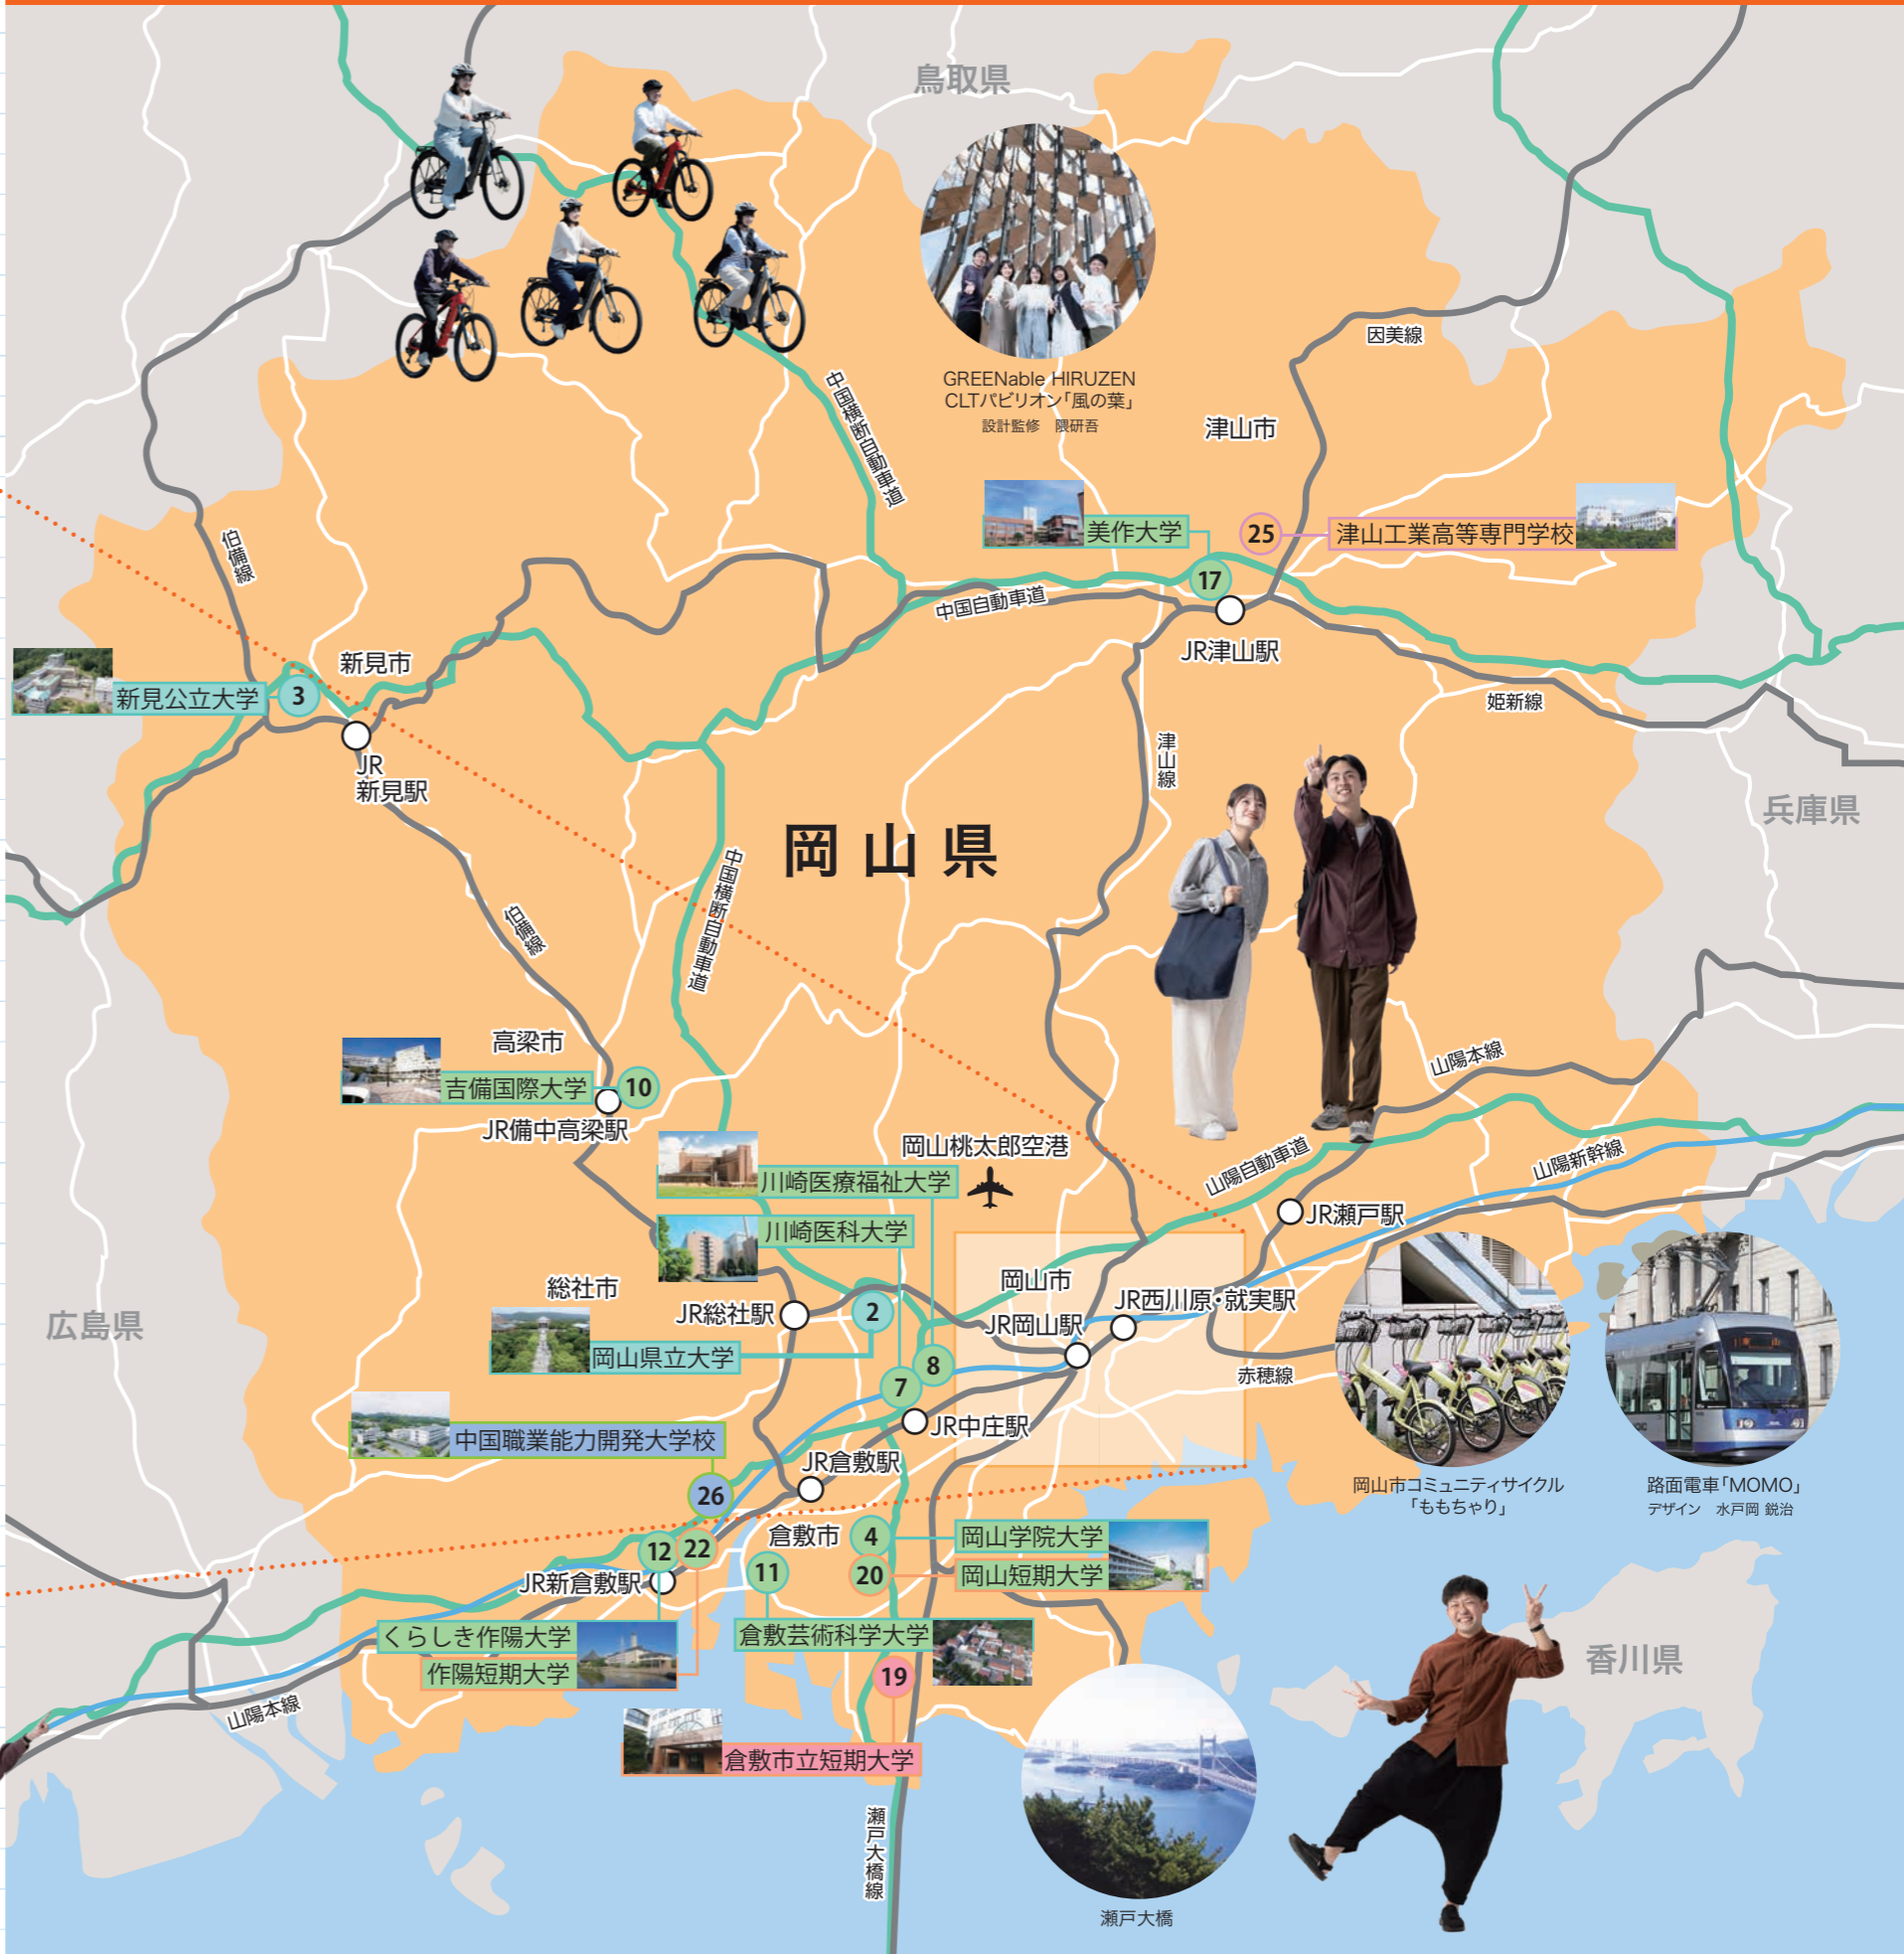 鳥取県
GREENable HIRUZEN
CLTパビリオン「風の葉」
設計監修　隈研吾
因美線
津山市
中国横断自動車道
美作大学
25
津山工業高等専門学校
17
伯備線
中国自動車道
JR津山駅
新見市
新見公立大学
3
姫新線
JR
新見駅
津山線
兵庫県
岡山県
中国横断自動車道
伯備線
高梁市
吉備国際大学
10
JR備中高梁駅
山陽本線
岡山桃太郎空港
川崎医療福祉大学
山陽自動車道
山陽新幹線
川崎医科大学
JR瀬戸駅
総社市
岡山市
JR総社駅
2
JR西川原・就実駅
JR岡山駅
広島県
岡山県立大学
8
7
赤穂線
中国職業能力開発大学校
JR中庄駅
JR倉敷駅
26
岡山市コミュニティサイクル
「ももちゃり」
路面電車「MOMO」
デザイン　水戸岡 鋭治
倉敷市
4
岡山学院大学
12
22
11
20
岡山短期大学
JR新倉敷駅
くらしき作陽大学
倉敷芸術科学大学
作陽短期大学
19
香川県
山陽本線
倉敷市立短期大学
瀬戸大橋線
瀬戸大橋